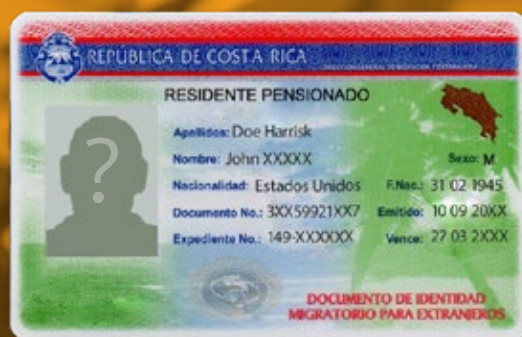 REPUBLICA DE COSTA RICA
RESIDENTE PENSIONADO
?
Apellidos: Doe Harrisk
Nombre: John XXXXX
Sexo: M
Nacionalidad: Estados Unidos
F.Nac.: 31 02 1945
Documento No.: 3XX59921XX7
Emitido: 10 09 20XX
Expediente No.: 149-XXXXXX
Vence: 27 03 2XXX
DOCUMENTO DE IDENTIDAD
MIGRATORIO PARA EXTRANJEROS